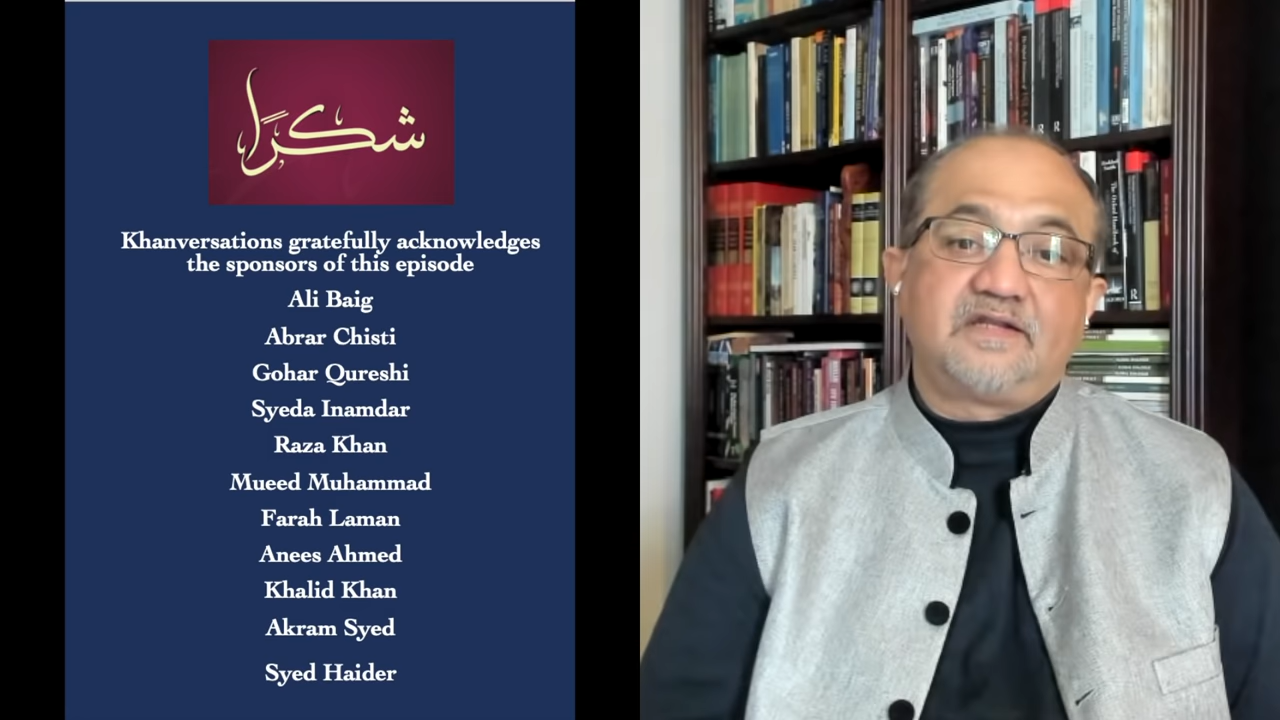 شكرًا
Khanversations gratefully acknowledges
the sponsors of this episode
Ali Baig
Abrar Chisti
Gohar Qureshi
Syeda Inamdar
Raza Khan
Mueed Muhammad
Farah Laman
Anees Ahmed
Khalid Khan
Akram Syed
Syed Haider